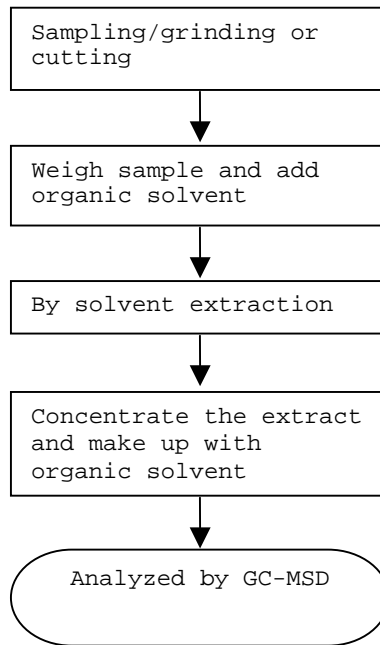 Sampling/grinding or
cutting
Weigh sample and add
organic solvent
By solvent extraction
Concentrate the extract
and make up with
organic solvent
Analyzed by GC-MSD